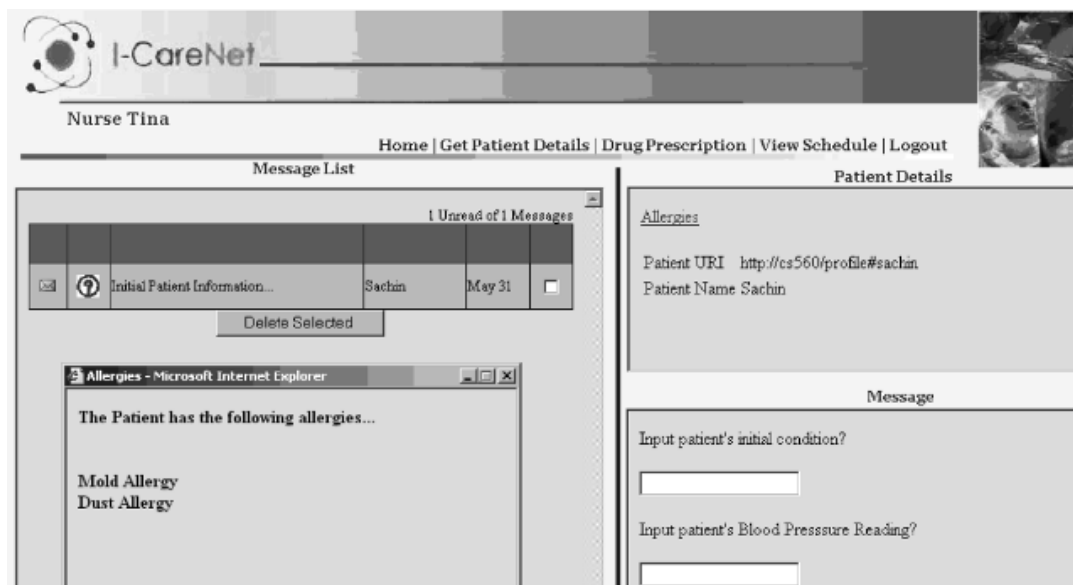 I-CareNet
Nurse Tina
Home | Get Patient Details | Drug Prescription | View Schedule | Logout
Message List
1 Unread of 1 Messages
Initial Patient Information... Sachin May 31
Delete Selected
Allergies - Microsoft Internet Explorer
The Patient has the following allergies...
Mold Allergy
Dust Allergy
Patient Details
Allergies
Patient URI http://cs560/profile#sachin
Patient Name Sachin
Message
Input patient's initial condition?
Input patient's Blood Presssure Reading?